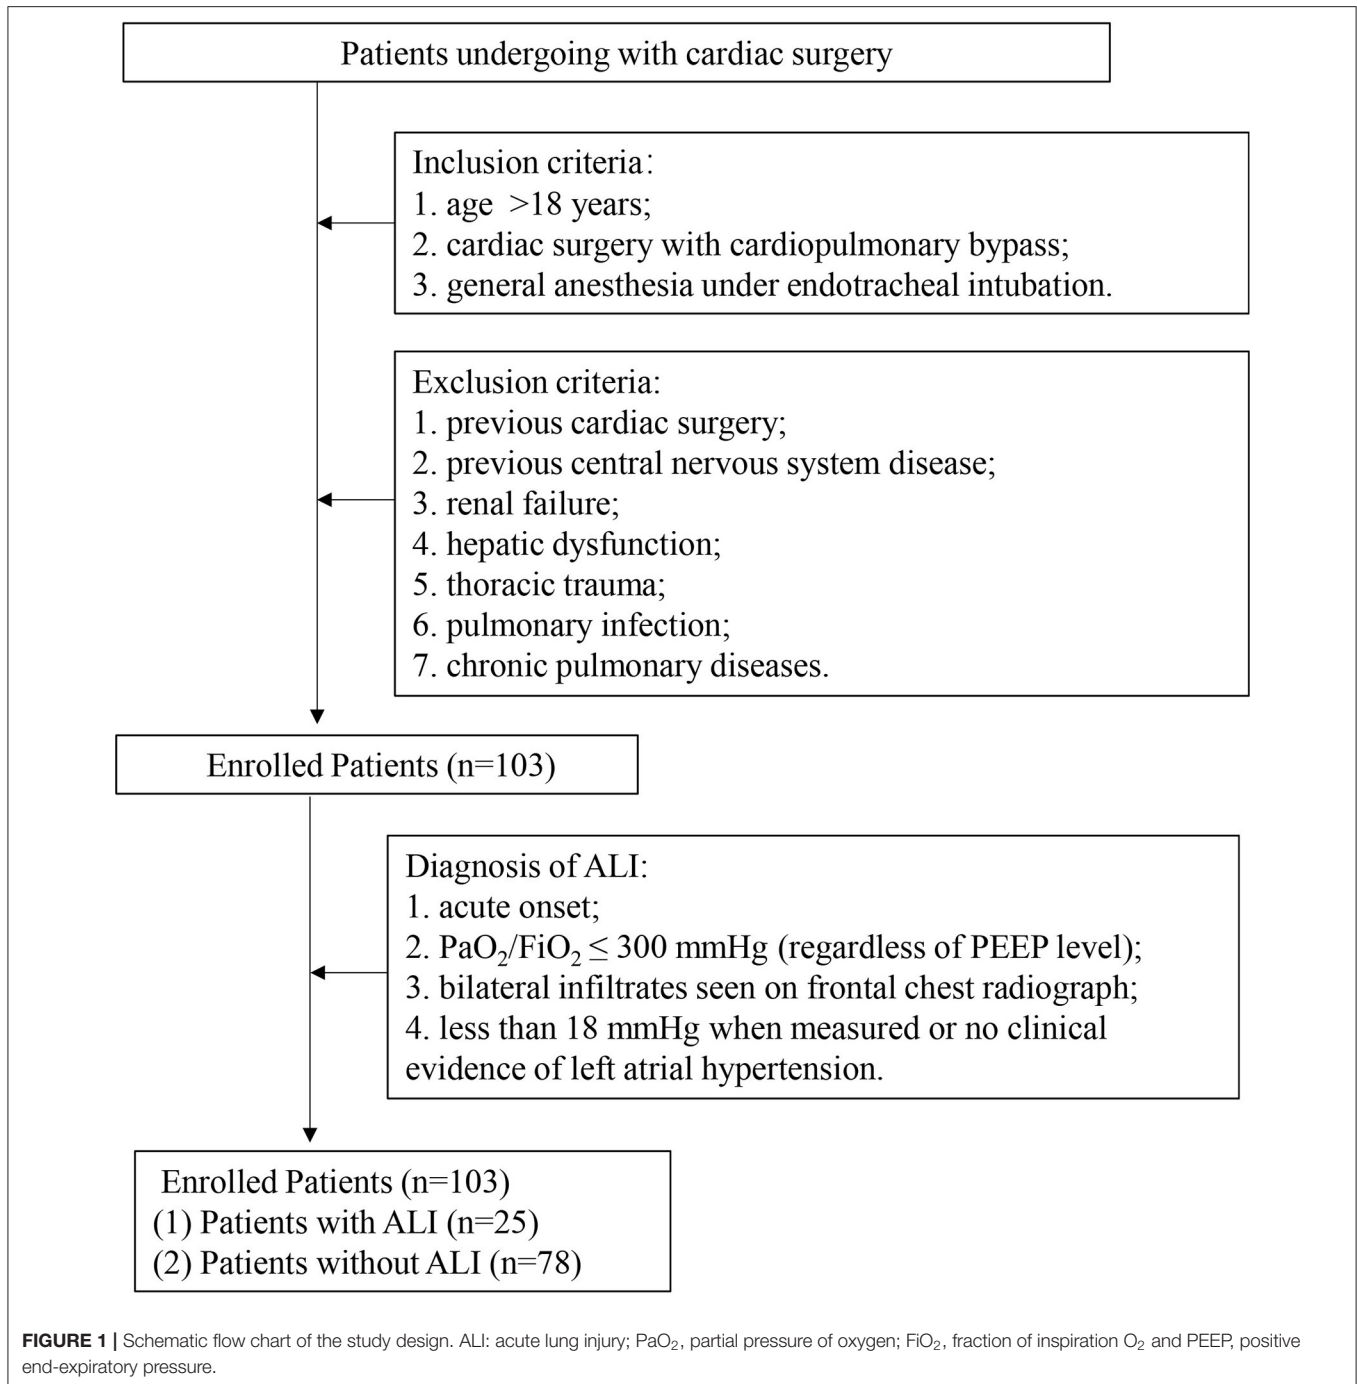 Patients undergoing with cardiac surgery
Inclusion criteria:
1. age >18 years;
2. cardiac surgery with cardiopulmonary bypass;
3. general anesthesia under endotracheal intubation.
Exclusion criteria:
1. previous cardiac surgery;
2. previous central nervous system disease;
3. renal failure;
4. hepatic dysfunction;
5. thoracic trauma;
6. pulmonary infection;
7. chronic pulmonary diseases.
Enrolled Patients (n=103)
Diagnosis of ALI:
1. acute onset;
2. PaO₂/FiO₂ ≤ 300 mmHg (regardless of PEEP level);
3. bilateral infiltrates seen on frontal chest radiograph;
4. less than 18 mmHg when measured or no clinical
evidence of left atrial hypertension.
Enrolled Patients (n=103)
(1) Patients with ALI (n=25)
(2) Patients without ALI (n=78)
FIGURE 1 | Schematic flow chart of the study design. ALI: acute lung injury; PaO₂, partial pressure of oxygen; FiO₂, fraction of inspiration O₂ and PEEP, positive
end-expiratory pressure.